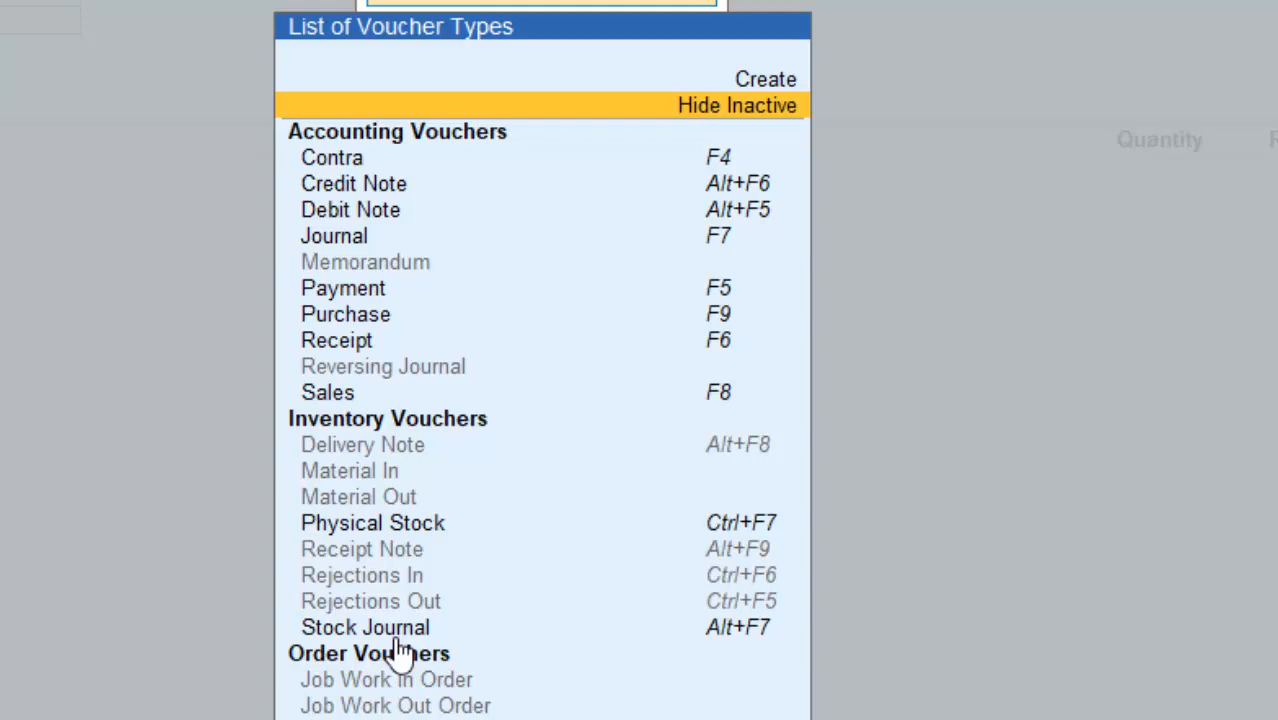 List of Voucher Types
Create
Hide Inactive
Quantity
Accounting Vouchers
Contra F4
Credit Note Alt+F6
Debit Note Alt+F5
Journal F7
Memorandum
Payment F5
Purchase F9
Receipt F6
Reversing Journal
Sales F8
Inventory Vouchers
Delivery Note Alt+F8
Material In
Material Out
Physical Stock Ctrl+F7
Receipt Note Alt+F9
Rejections In Ctrl+F6
Rejections Out Ctrl+F5
Stock Journal Alt+F7
Order Vouchers
Job Work In Order
Job Work Out Order